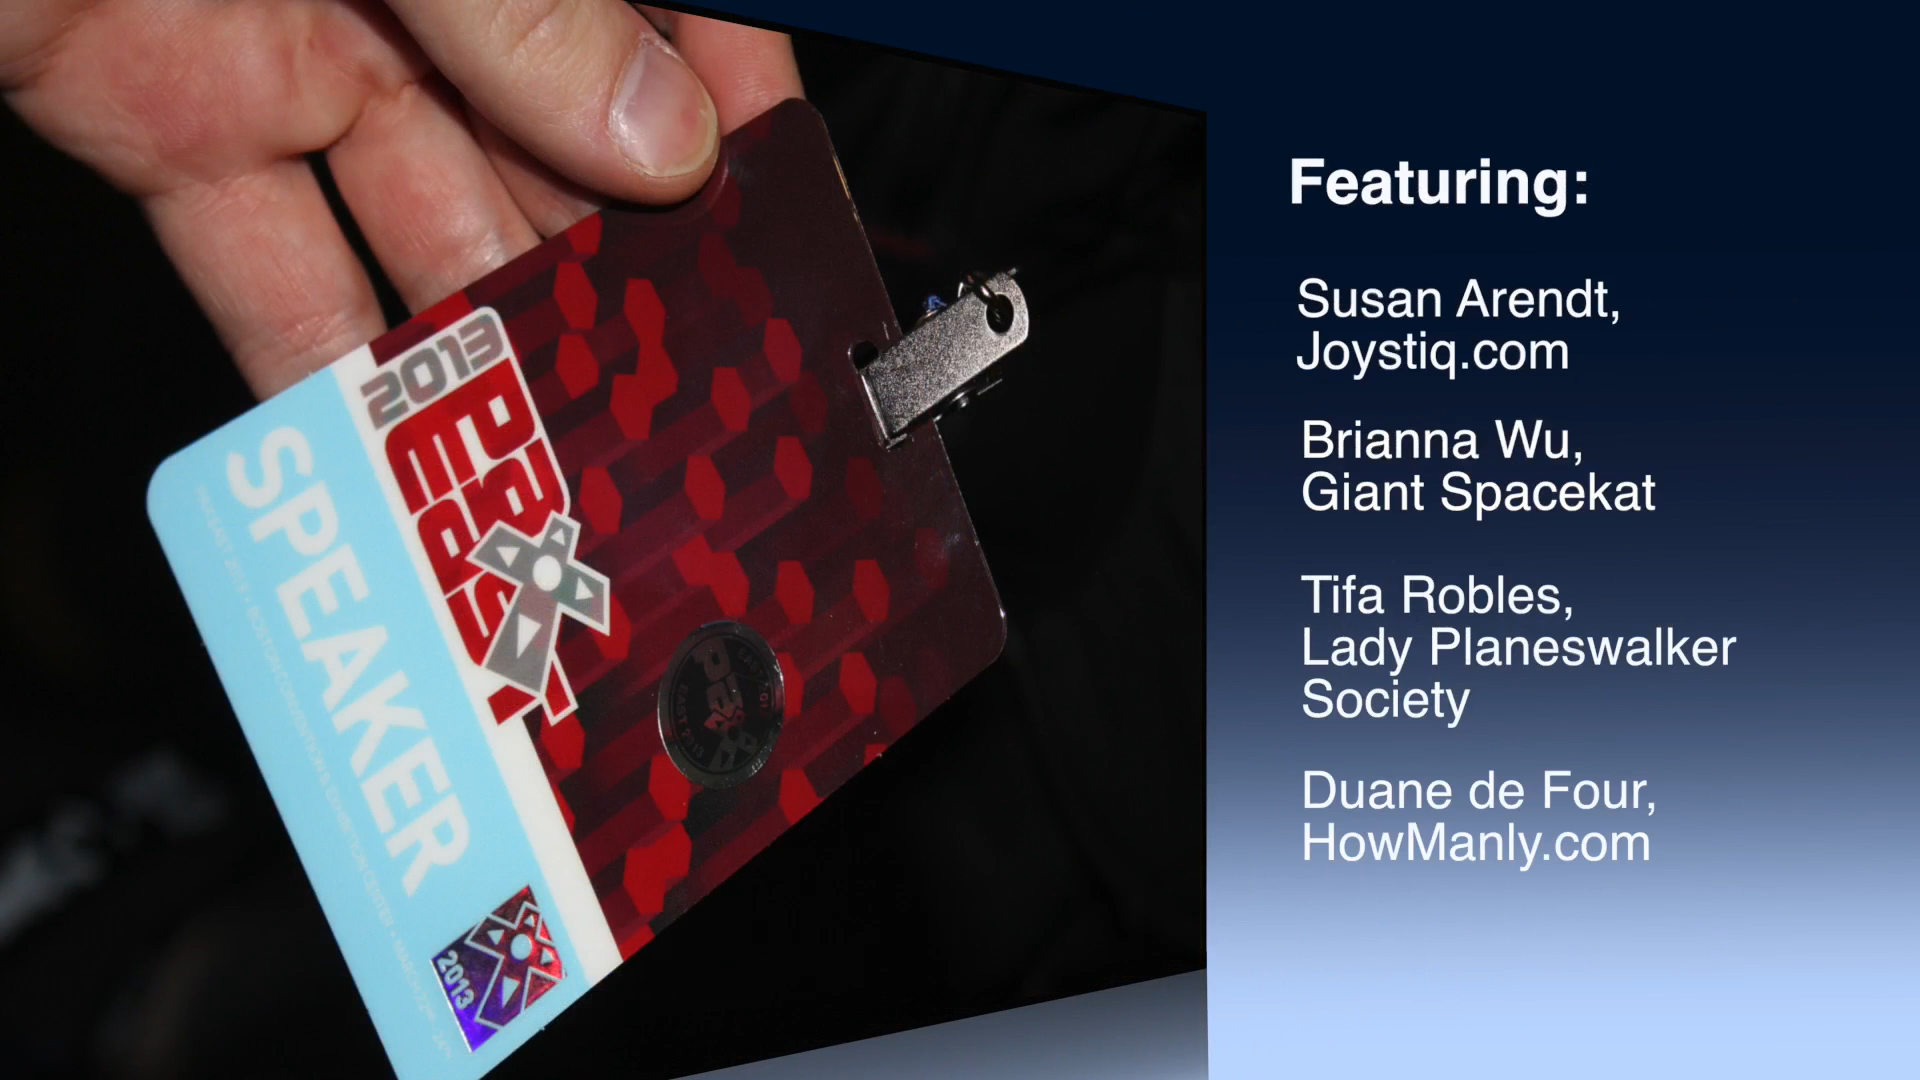 2013
PAX
East
SPEAKER
2013
Featuring:
Susan Arendt,
Joystiq.com
Brianna Wu,
Giant Spacekat
Tifa Robles,
Lady Planeswalker
Society
Duane de Four,
HowManly.com